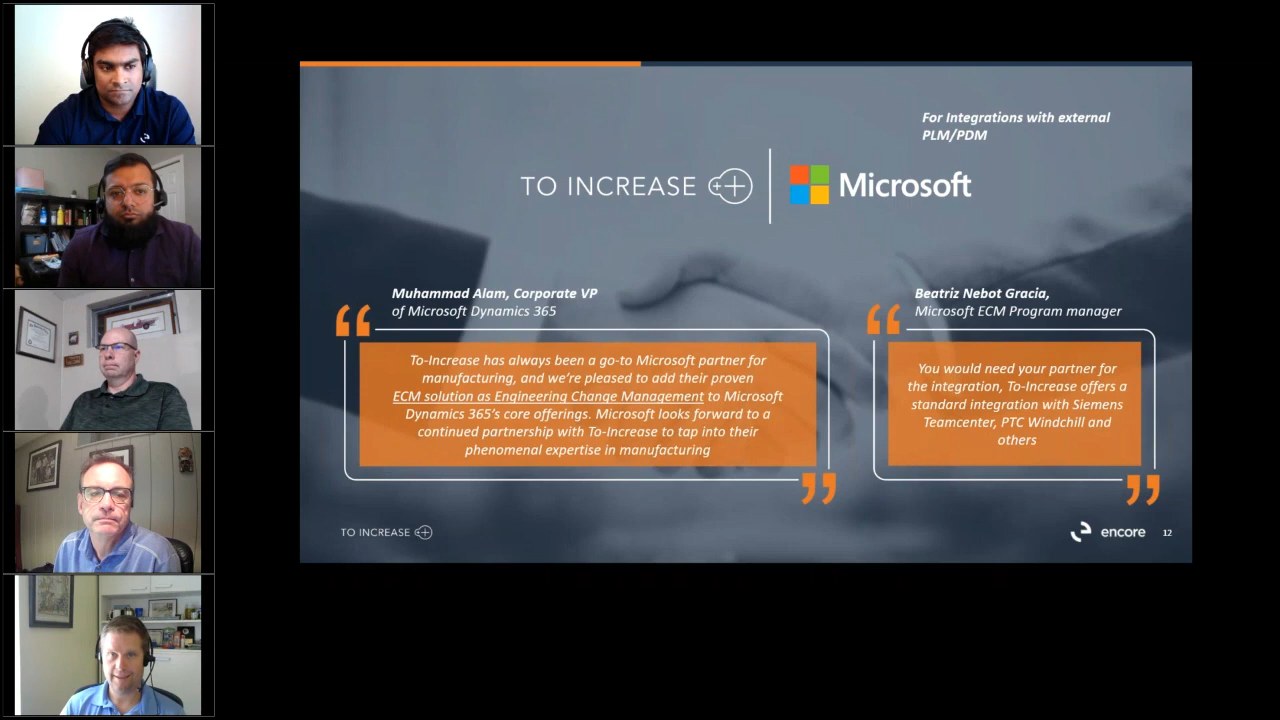 For Integrations with external
PLM/PDM
TO INCREASE
Microsoft
Muhammad Alam, Corporate VP
of Microsoft Dynamics 365
“
To-Increase has always been a go-to Microsoft partner for
manufacturing, and we're pleased to add their proven
ECM solution as Engineering Change Management to Microsoft
Dynamics 365's core offerings. Microsoft looks forward to a
continued partnership with To-Increase to tap into their
phenomenal expertise in manufacturing
”
Beatriz Nebot Gracia,
Microsoft ECM Program manager
“
You would need your partner for
the integration, To-Increase offers a
standard integration with Siemens
Teamcenter, PTC Windchill and
others
”
TO INCREASE
encore 12